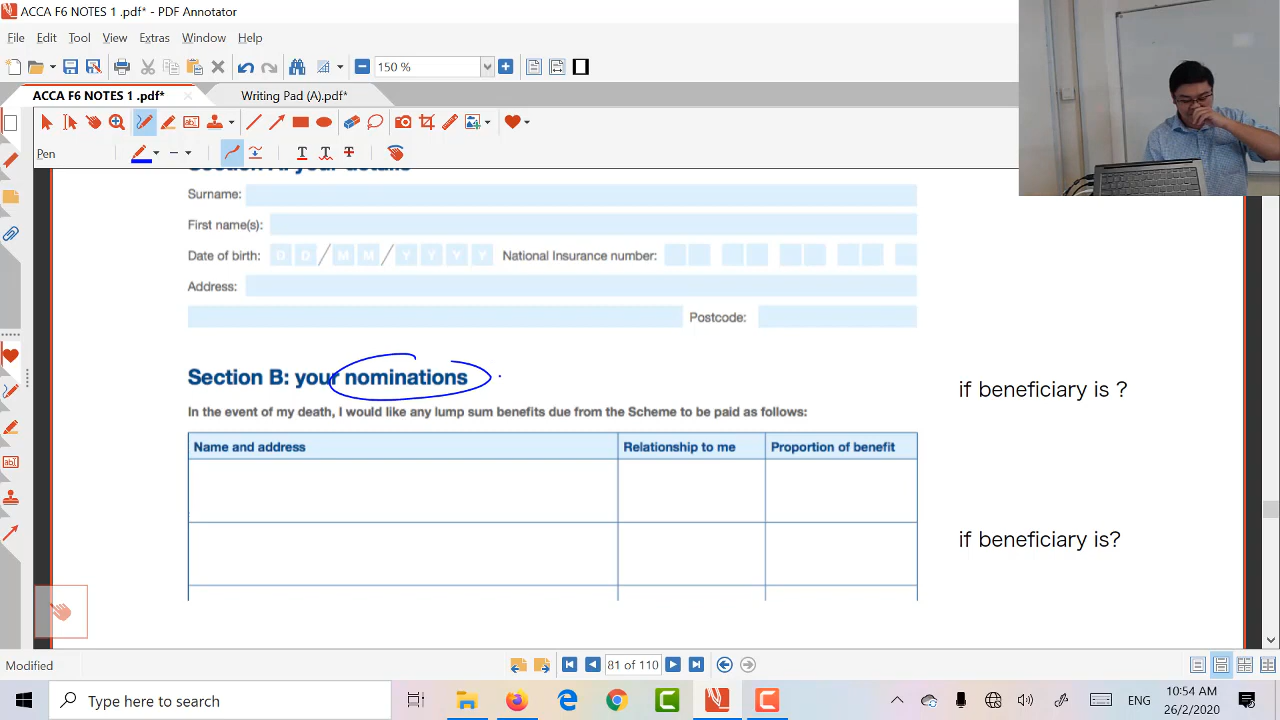 ACCA F6 NOTES 1 .pdf* - PDF Annotator
File Edit Tool View Extras Window Help
150 %
ACCA F6 NOTES 1 .pdf* Writing Pad (A).pdf*
Pen
Section A: your details
Surname:
First name(s):
Date of birth: D D / M M / Y Y Y Y National Insurance number:
Address:
Postcode:
Section B: your nominations
if beneficiary is ?
In the event of my death, I would like any lump sum benefits due from the Scheme to be paid as follows:
Name and address Relationship to me Proportion of benefit
if beneficiary is?
Modified
81 of 110
Type here to search
ENG
10:54 AM
26/2/2020